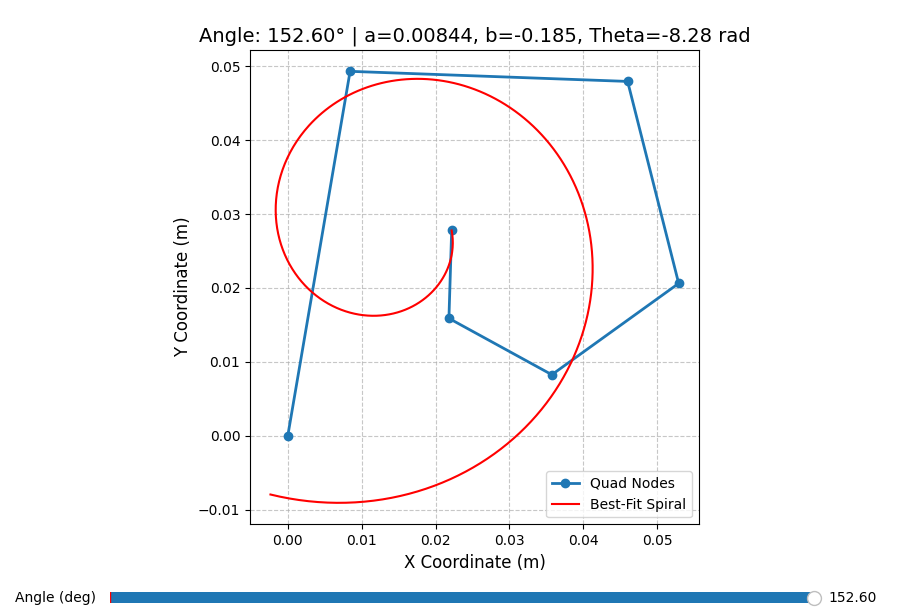 Angle: 152.60° | a=0.00844, b=-0.185, Theta=-8.28 rad
0.05
0.04
0.03
0.02
0.01
0.00
−0.01
Y Coordinate (m)
Quad Nodes
Best-Fit Spiral
0.00 0.01 0.02 0.03 0.04 0.05
X Coordinate (m)
Angle (deg) 152.60